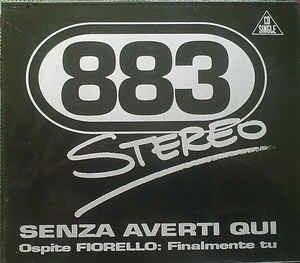 CD
SINGLE
883
STEREO
SENZA AVERTI QUI
Ospite FIORELLO: Finalmente tu